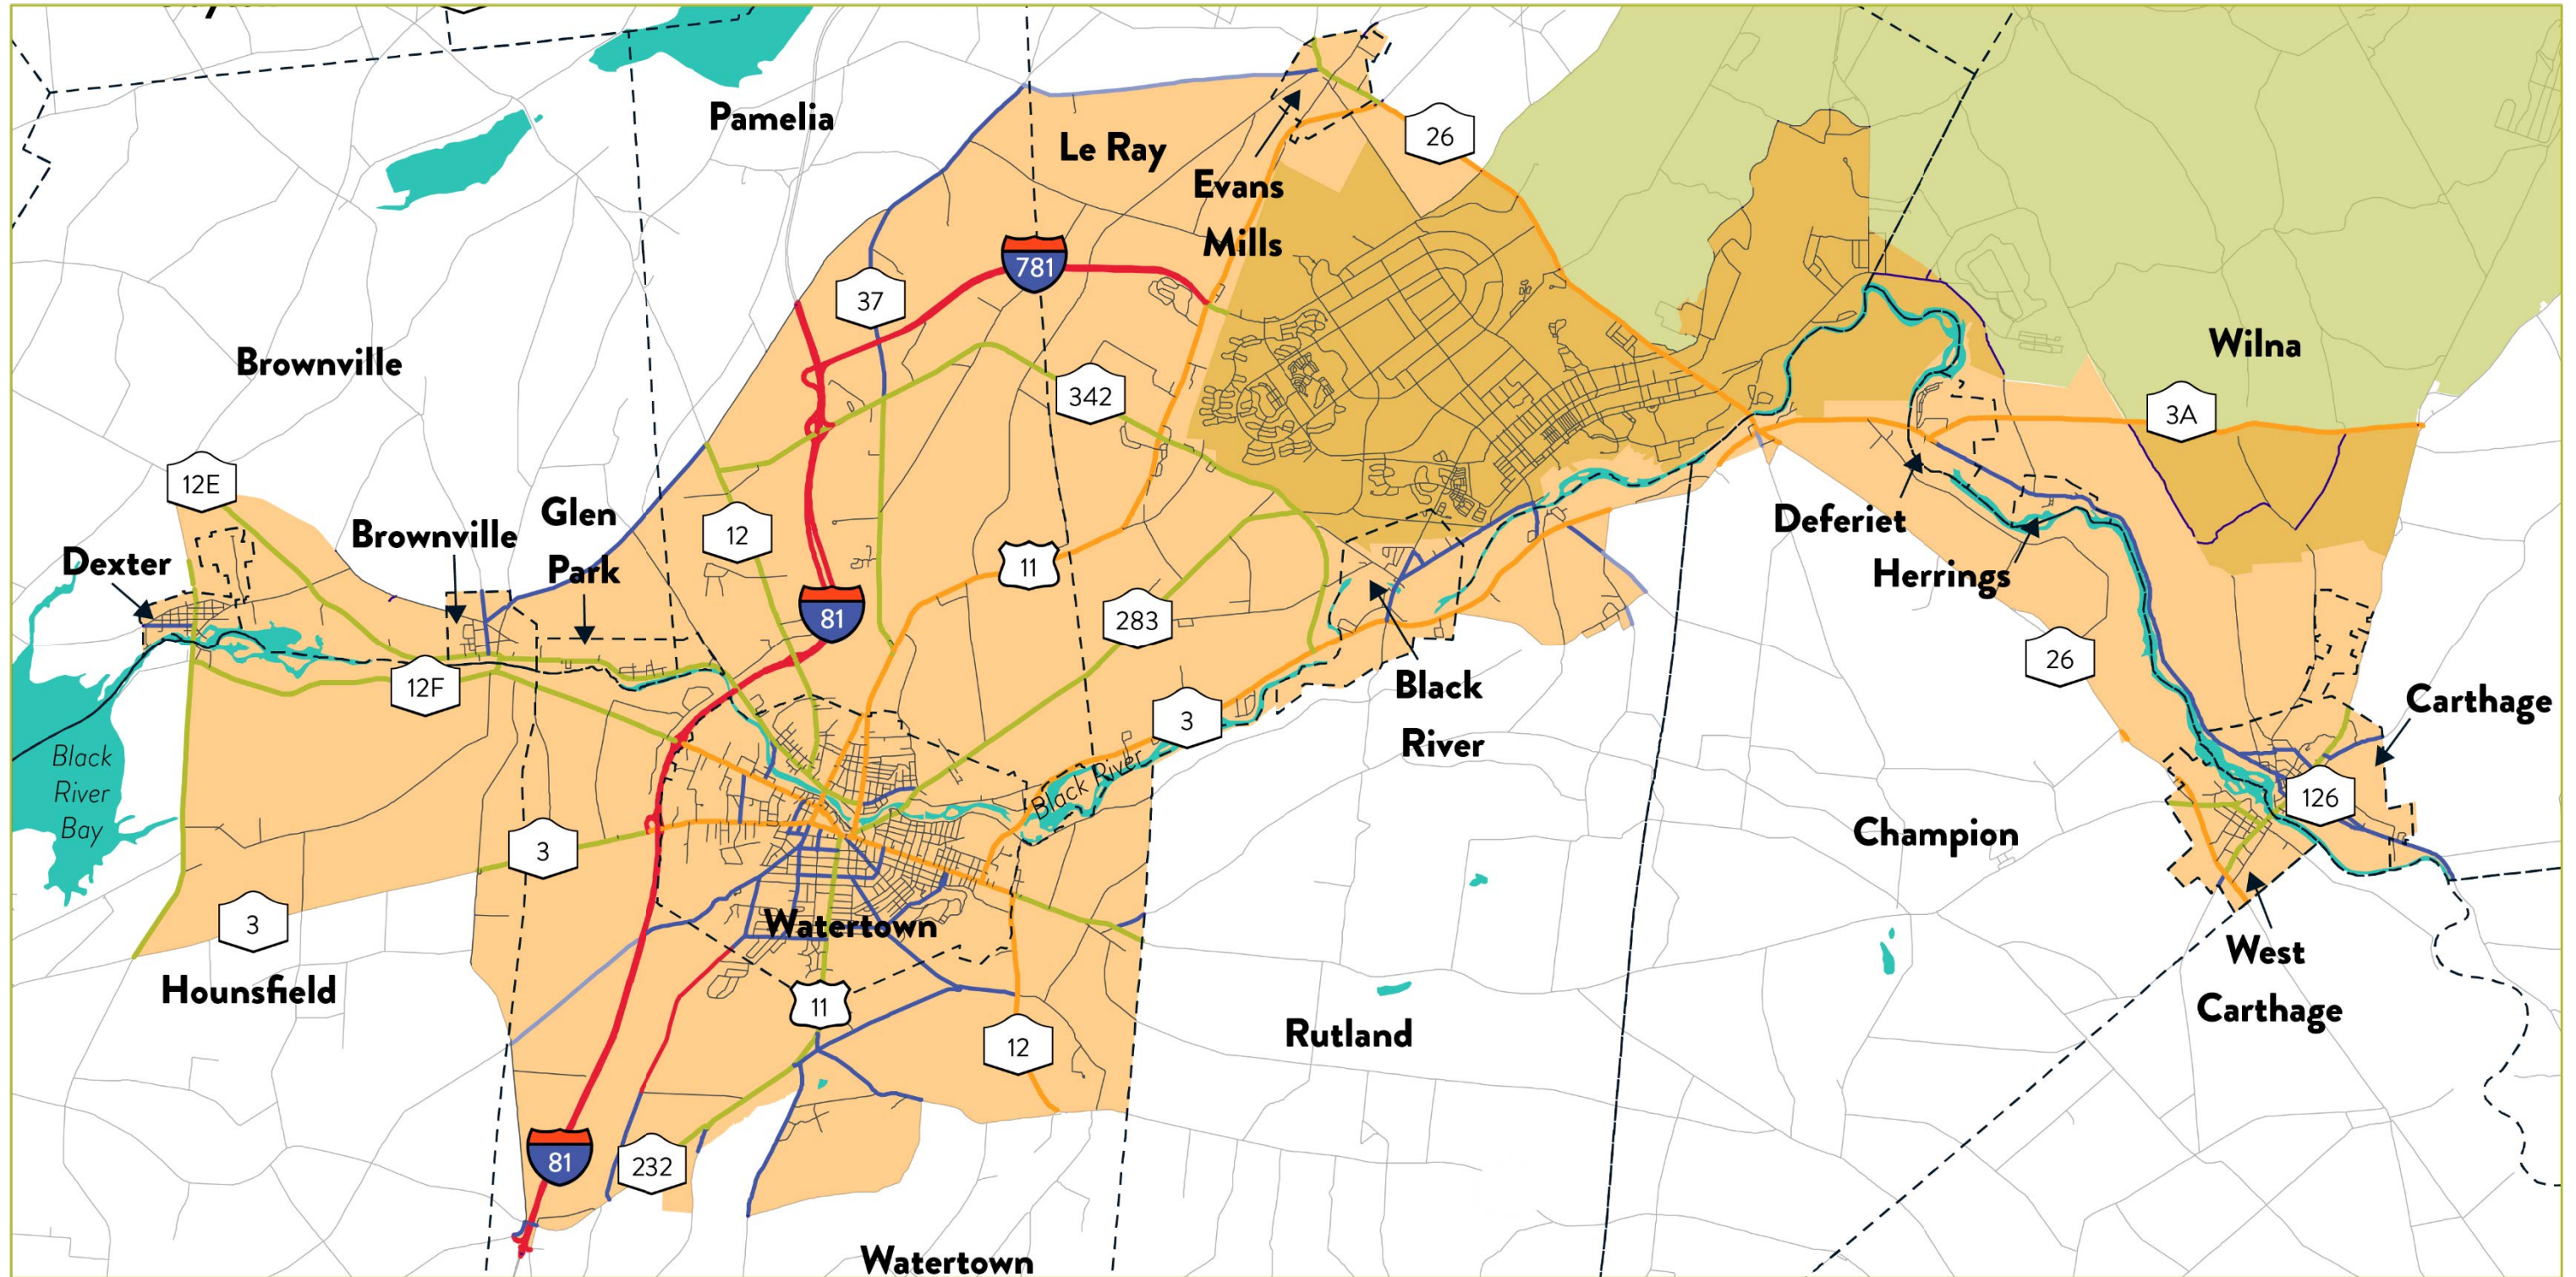 Pamelia
Le Ray
26
Evans
Mills
781
37
Wilna
Brownville
342
3A
12E
Glen
Park
Brownville
12
Deferiet
Dexter
11
Herrings
81
283
26
12F
Black
River
3
Carthage
Black
River
Bay
Black River
126
3
Champion
3
Watertown
West
Carthage
Hounsfield
11
Rutland
12
81
232
Watertown